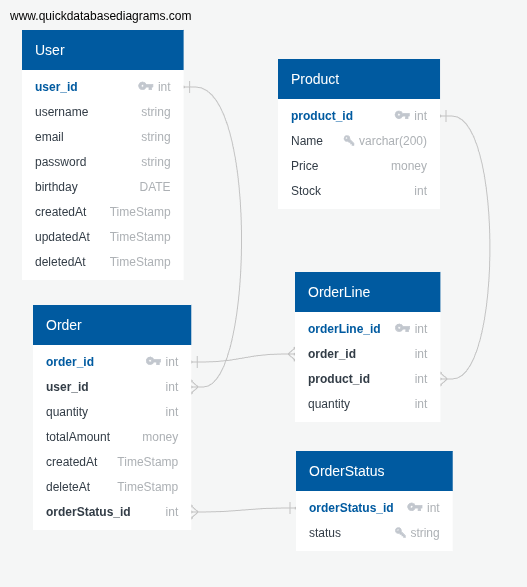 www.quickdatabasediagrams.com
User
user_id int
username string
email string
password string
birthday DATE
createdAt TimeStamp
updatedAt TimeStamp
deletedAt TimeStamp
Product
product_id int
Name varchar(200)
Price money
Stock int
Order
order_id int
user_id int
quantity int
totalAmount money
createdAt TimeStamp
deleteAt TimeStamp
orderStatus_id int
OrderLine
orderLine_id int
order_id int
product_id int
quantity int
OrderStatus
orderStatus_id int
status string